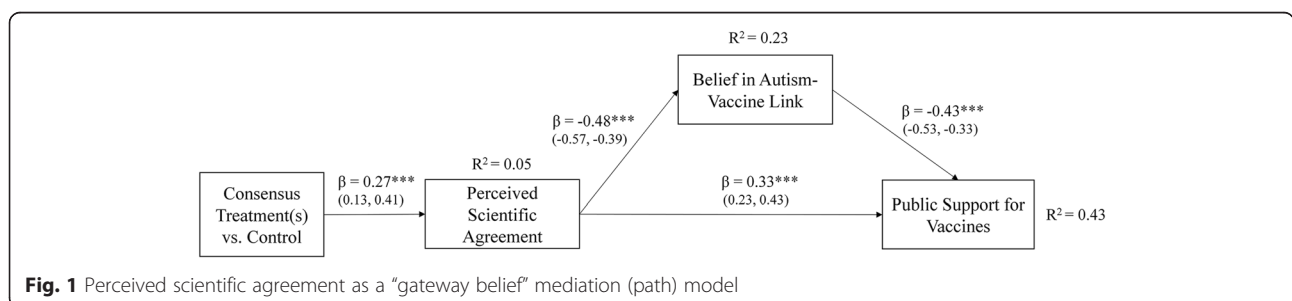 R² = 0.23
Belief in Autism-
Vaccine Link
β = -0.48***
(-0.57, -0.39)
β = -0.43***
(-0.53, -0.33)
R² = 0.05
Consensus
Treatment(s)
vs. Control
β = 0.27***
(0.13, 0.41)
Perceived
Scientific
Agreement
β = 0.33***
(0.23, 0.43)
Public Support for
Vaccines
R² = 0.43
Fig. 1 Perceived scientific agreement as a “gateway belief” mediation (path) model